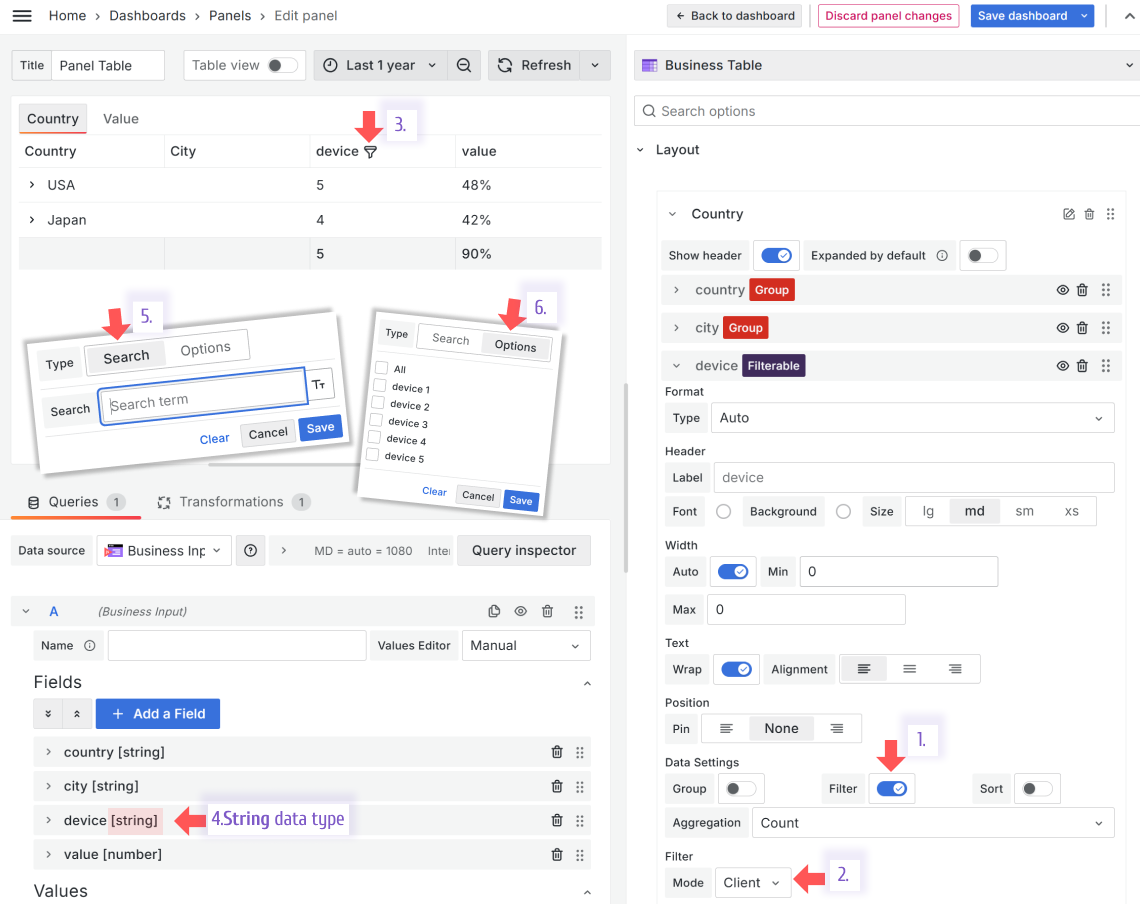 Home › Dashboards › Panels › Edit panel
Back to dashboard
Discard panel changes
Save dashboard
Title
Panel Table
Table view
Last 1 year
Refresh
Business Table
Search options
Layout
Country
Value
3.
Country
City
device
value
USA
5
48%
Japan
4
42%
5
90%
5.
Type
Search
Options
Search
Search term
Tт
Clear
Cancel
Save
6.
Type
Search
Options
All
device 1
device 2
device 3
device 4
device 5
Clear
Cancel
Save
Queries
1
Transformations
1
Data source
Business Inp
MD = auto = 1080
Inter
Query inspector
A
(Business Input)
Name
Values Editor
Manual
Fields
Add a Field
country [string]
city [string]
device [string]
4.String data type
value [number]
Values
Country
Show header
Expanded by default
country
Group
city
Group
device
Filterable
Format
Type
Auto
Header
Label
device
Font
Background
Size
lg
md
sm
xs
Width
Auto
Min
0
Max
0
Text
Wrap
Alignment
Position
Pin
None
1.
Data Settings
Group
Filter
Sort
Aggregation
Count
Filter
Mode
Client
2.